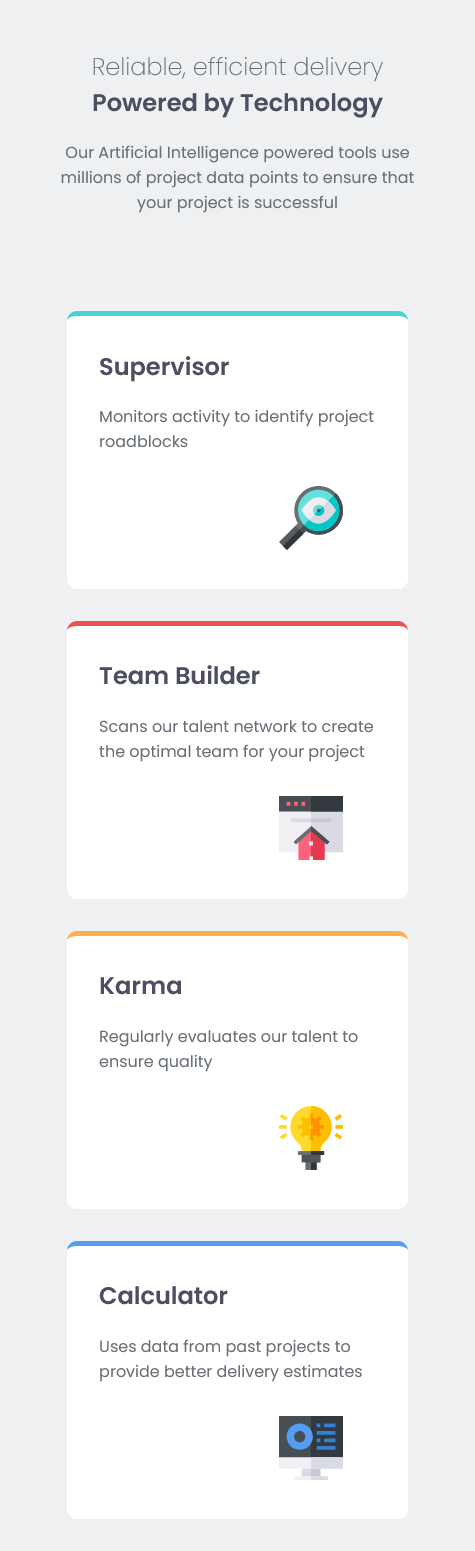 Reliable, efficient delivery
Powered by Technology
Our Artificial Intelligence powered tools use
millions of project data points to ensure that
your project is successful
Supervisor
Monitors activity to identify project
roadblocks
Team Builder
Scans our talent network to create
the optimal team for your project
Karma
Regularly evaluates our talent to
ensure quality
Calculator
Uses data from past projects to
provide better delivery estimates